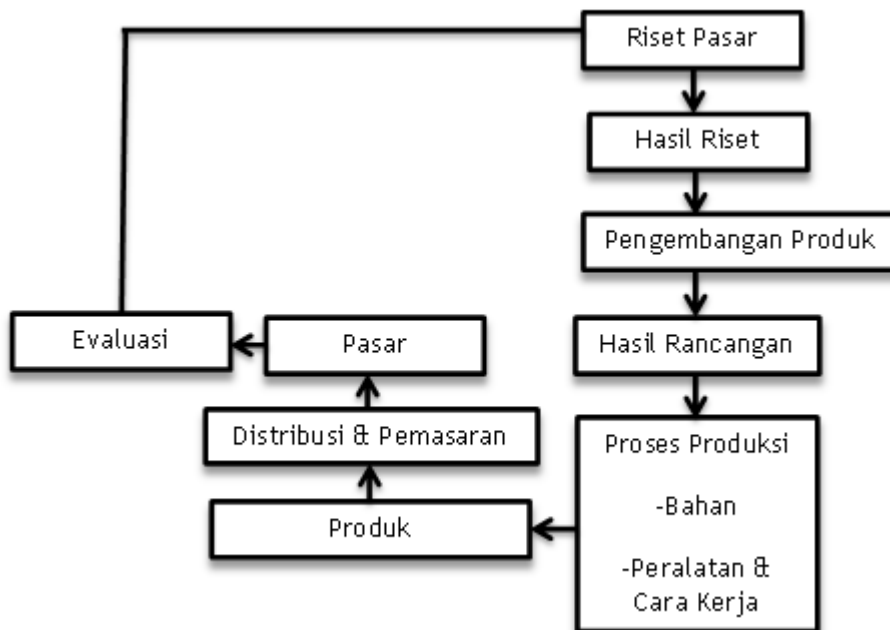 Riset Pasar
Hasil Riset
Pengembangan Produk
Hasil Rancangan
Proses Produksi
-Bahan
-Peralatan &
Cara Kerja
Produk
Distribusi & Pemasaran
Pasar
Evaluasi